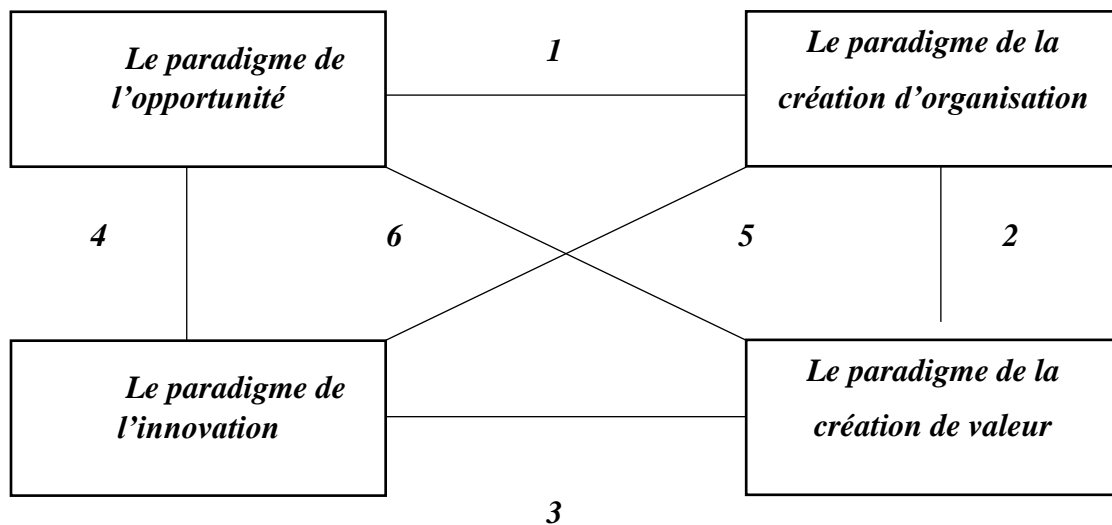 Le paradigme de
l’opportunité
1
Le paradigme de la
création d’organisation
4
6
5
2
Le paradigme de
l’innovation
Le paradigme de la
création de valeur
3